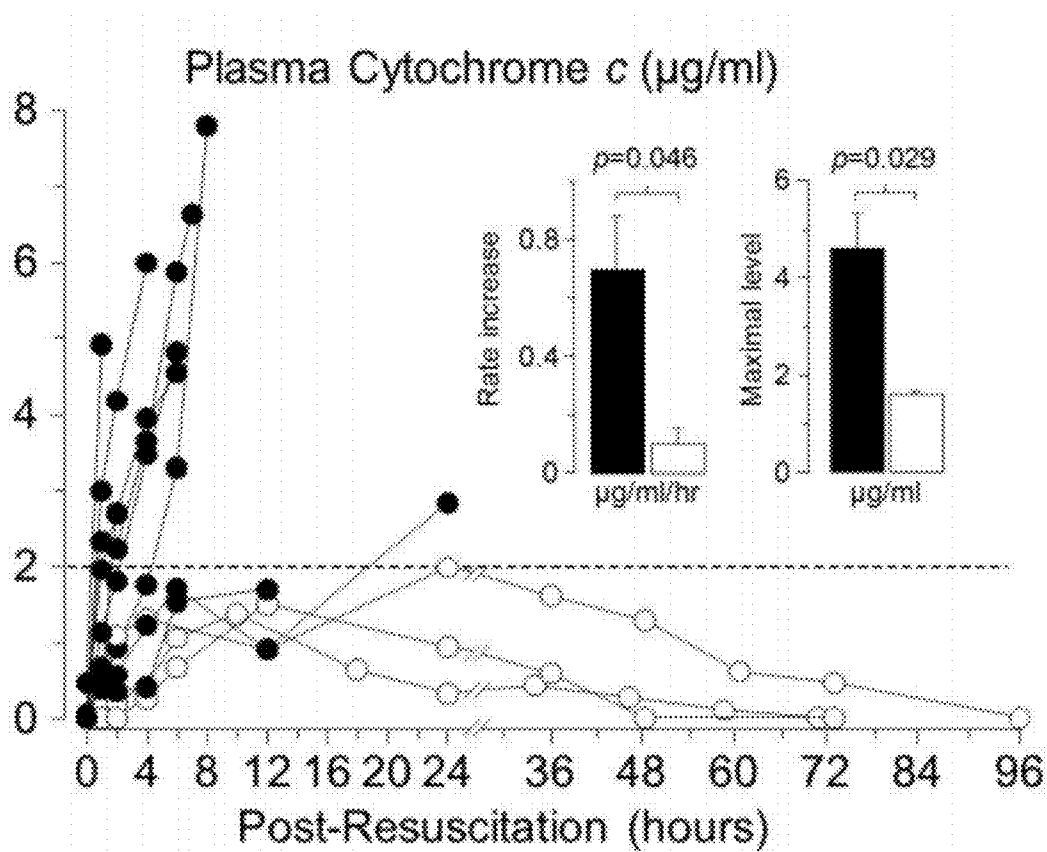 Plasma Cytochrome c (µg/ml)
8
6
4
2
0
0 4 8 12 16 20 24 36 48 60 72 84 96
Post-Resuscitation (hours)
p=0.046
Rate increase
0.8
0.4
0
µg/ml/hr
p=0.029
Maximal level
6
4
2
0
µg/ml